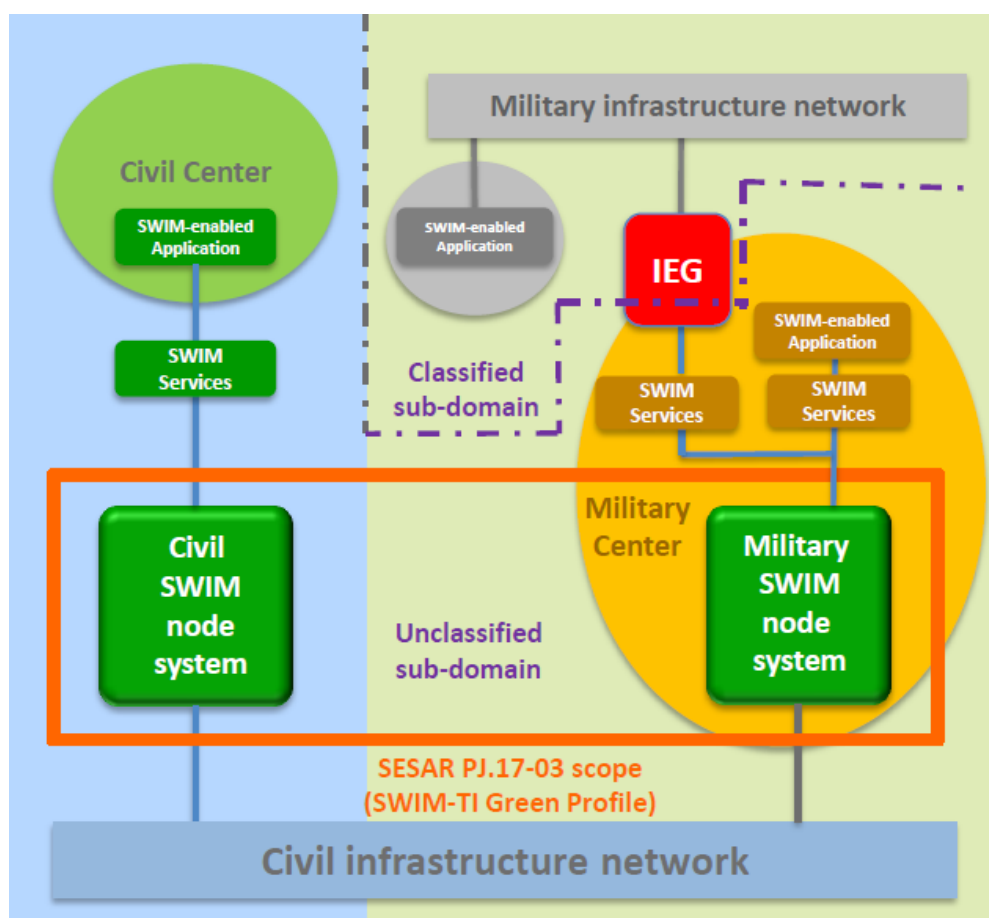 Military infrastructure network
Civil Center
SWIM-enabled
Application
SWIM-enabled
Application
IEG
SWIM-enabled
Application
SWIM
Services
Classified
sub-domain
SWIM
Services
SWIM
Services
Military
Center
Civil
SWIM
node
system
Military
SWIM
node
system
Unclassified
sub-domain
SESAR PJ.17-03 scope
(SWIM-TI Green Profile)
Civil infrastructure network